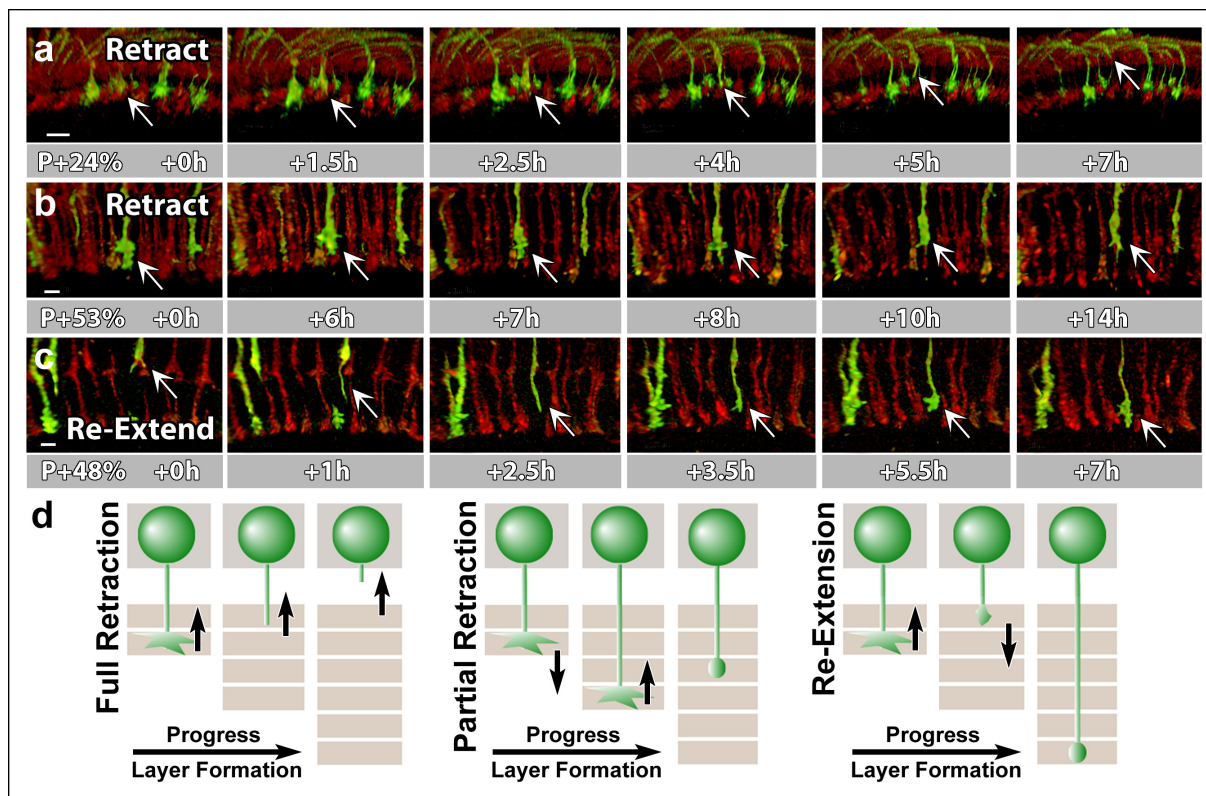 a Retract
P+24% +0h +1.5h +2.5h +4h +5h +7h
b Retract
P+53% +0h +6h +7h +8h +10h +14h
c Re-Extend
P+48% +0h +1h +2.5h +3.5h +5.5h +7h
d
Full Retraction
Progress
Layer Formation
Partial Retraction
Progress
Layer Formation
Re-Extension
Progress
Layer Formation